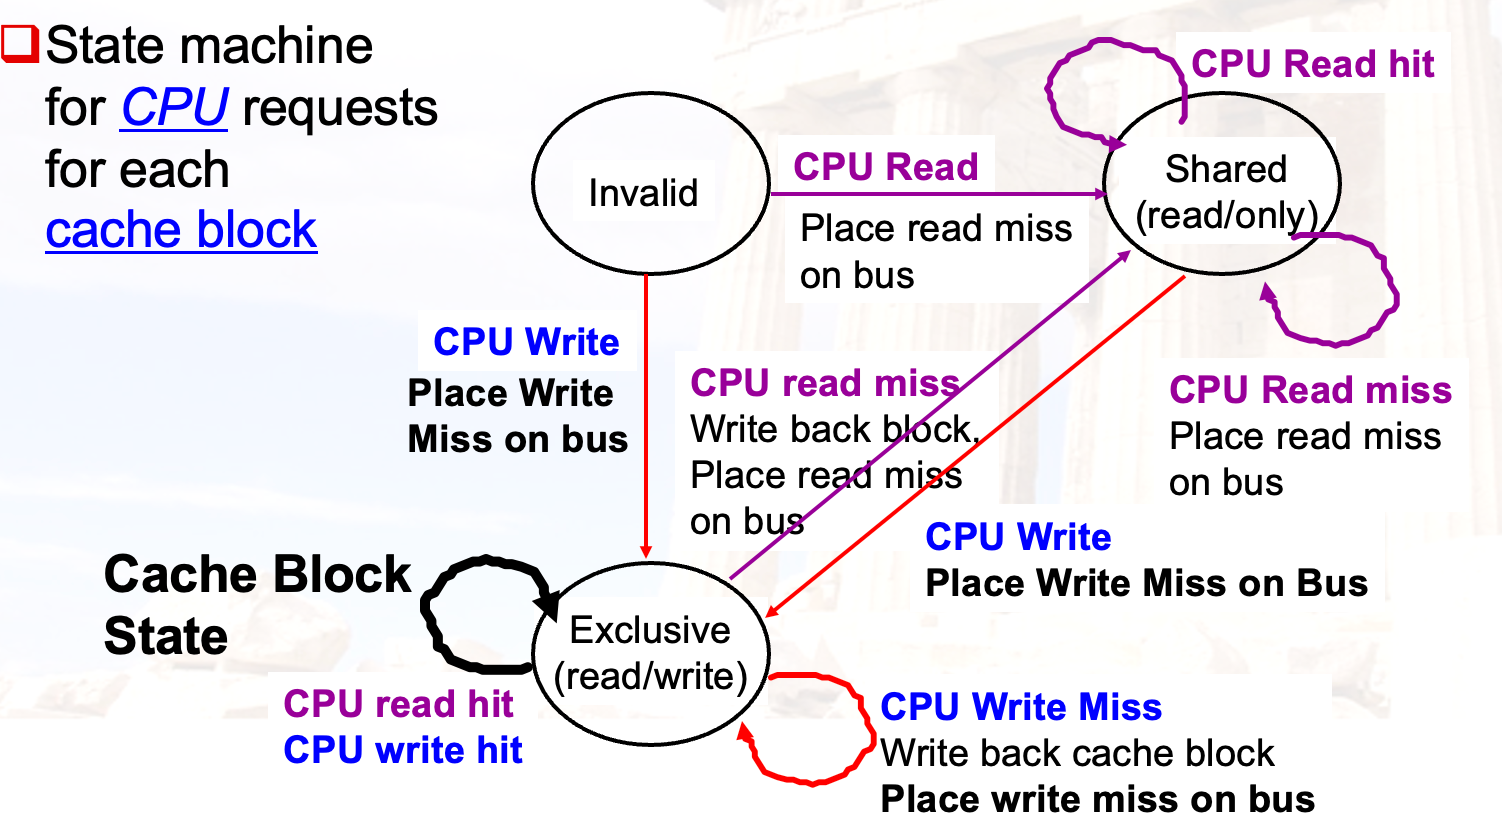 State machine
for CPU requests
for each
cache block
Invalid
CPU Read
Place read miss
on bus
CPU Read hit
Shared
(read/only)
CPU Write
Place Write
Miss on bus
CPU read miss
Write back block,
Place read miss
on bus
CPU Read miss
Place read miss
on bus
CPU Write
Place Write Miss on Bus
Cache Block
State
Exclusive
(read/write)
CPU read hit
CPU write hit
CPU Write Miss
Write back cache block
Place write miss on bus